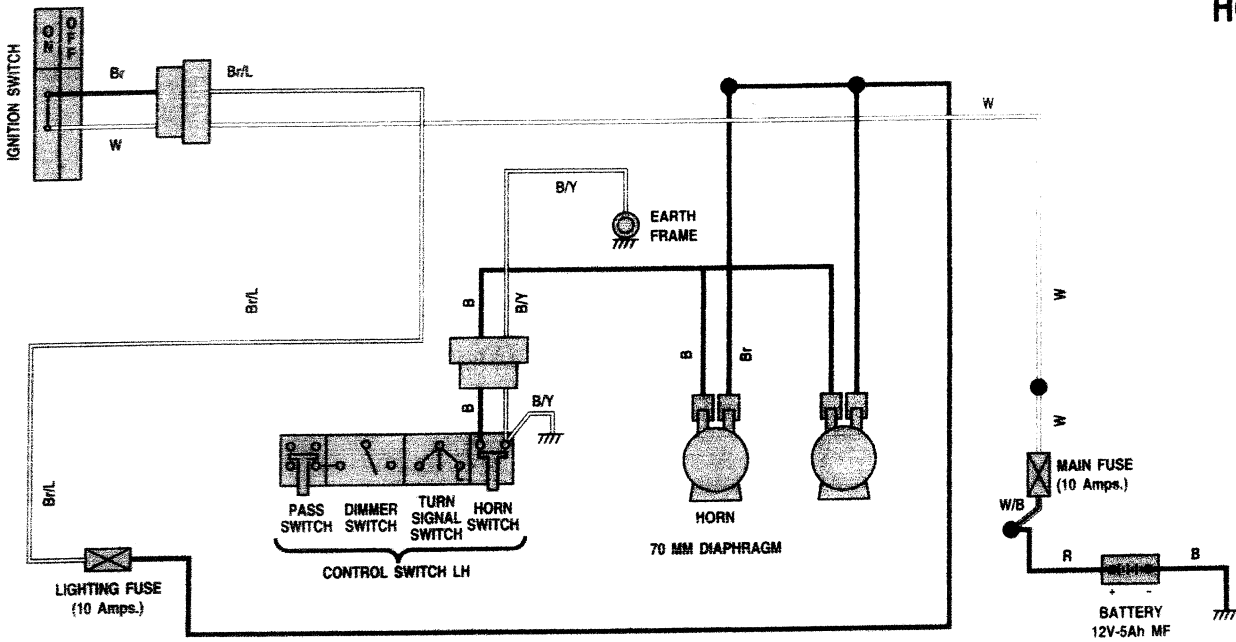 H
IGNITION SWITCH
ON
OFF
Br
Br/L
W
W
B/Y
EARTH
FRAME
Br/L
B
B/Y
W
B
Br
B
B/Y
W
Br/L
PASS
SWITCH
DIMMER
SWITCH
TURN
SIGNAL
SWITCH
HORN
SWITCH
CONTROL SWITCH LH
HORN
70 MM DIAPHRAGM
MAIN FUSE
(10 Amps.)
W/B
R
B
+ -
BATTERY
12V-5Ah MF
LIGHTING FUSE
(10 Amps.)